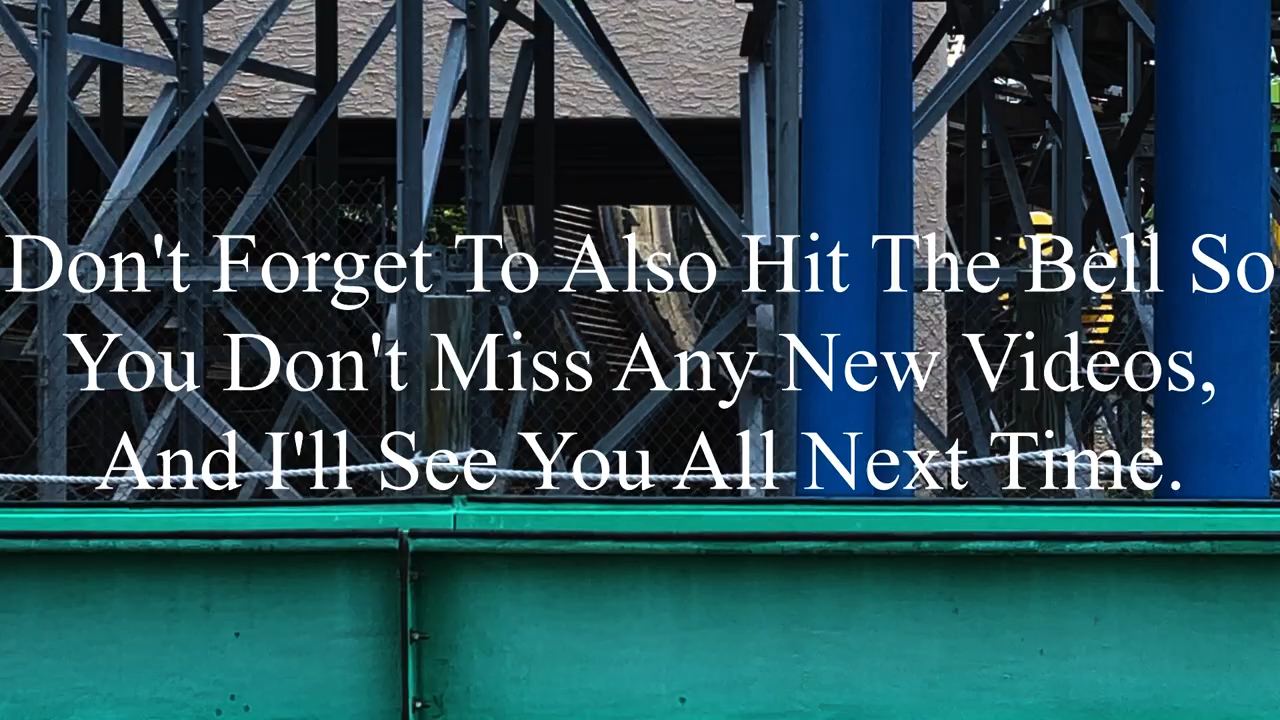 Don't Forget To Also Hit The Bell So
You Don't Miss Any New Videos,
And I'll See You All Next Time.